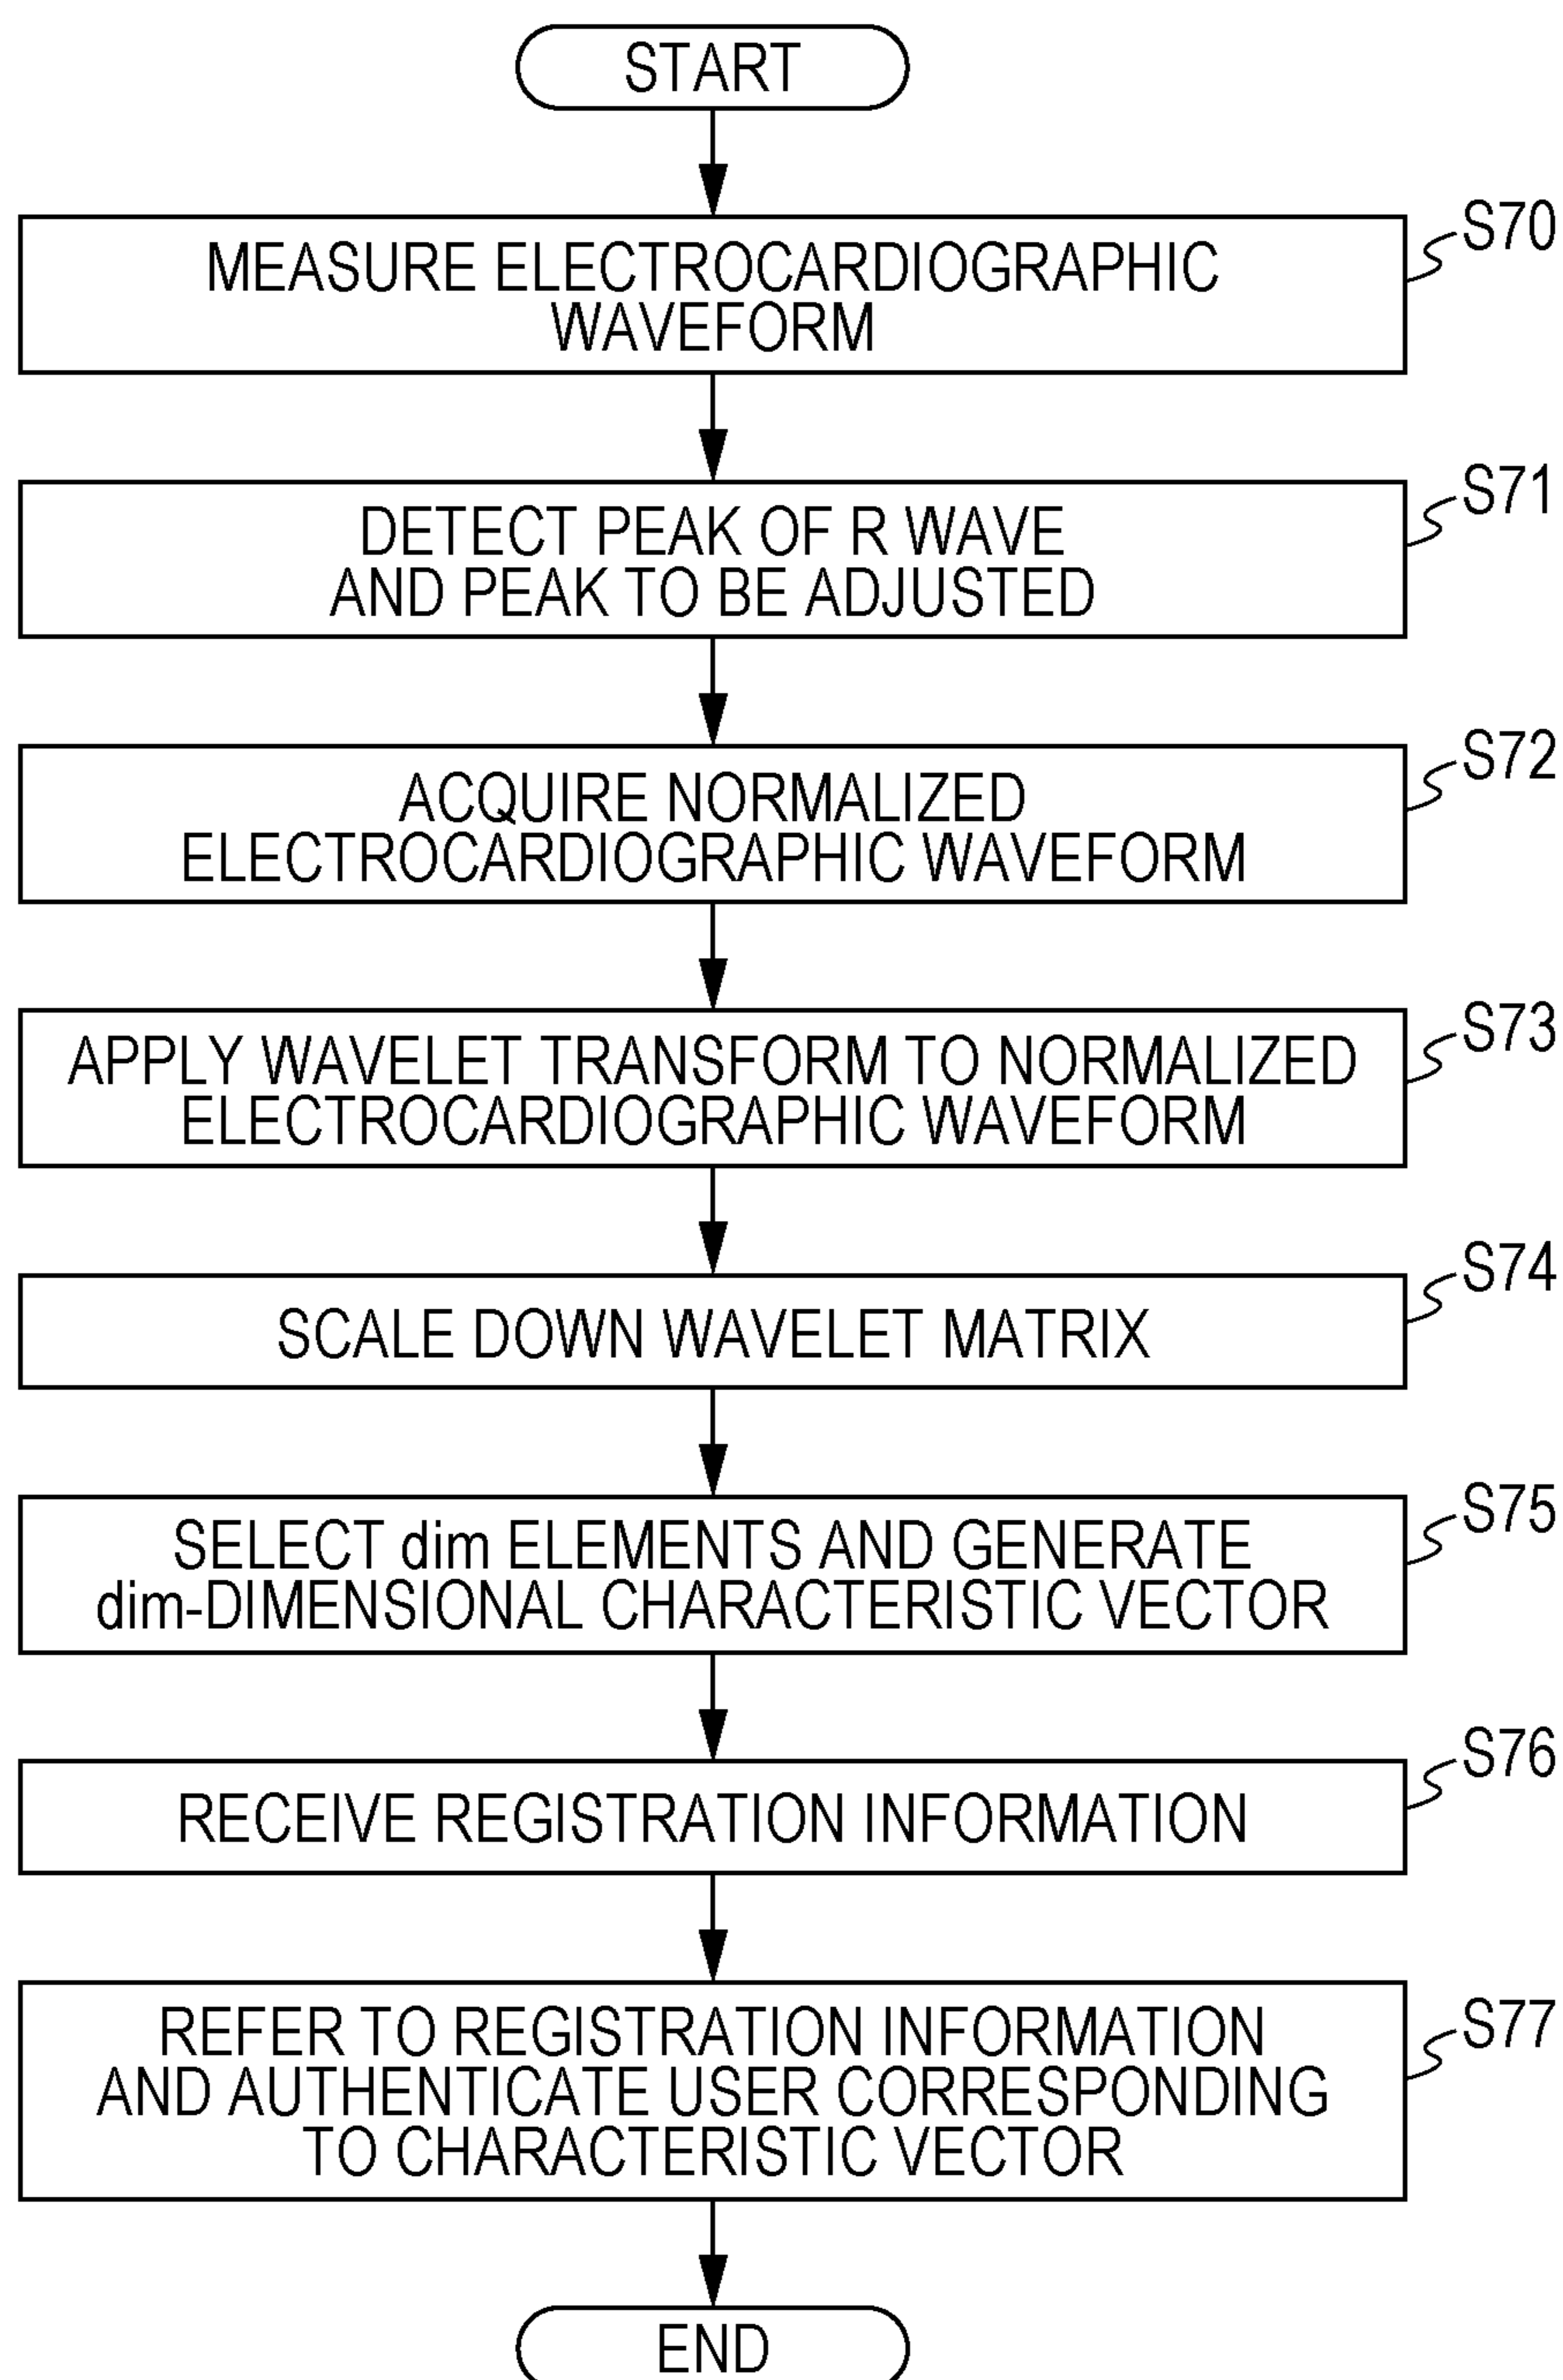 START
S70
MEASURE ELECTROCARDIOGRAPHIC
WAVEFORM
S71
DETECT PEAK OF R WAVE
AND PEAK TO BE ADJUSTED
S72
ACQUIRE NORMALIZED
ELECTROCARDIOGRAPHIC WAVEFORM
S73
APPLY WAVELET TRANSFORM TO NORMALIZED
ELECTROCARDIOGRAPHIC WAVEFORM
S74
SCALE DOWN WAVELET MATRIX
S75
SELECT dim ELEMENTS AND GENERATE
dim-DIMENSIONAL CHARACTERISTIC VECTOR
S76
RECEIVE REGISTRATION INFORMATION
S77
REFER TO REGISTRATION INFORMATION
AND AUTHENTICATE USER CORRESPONDING
TO CHARACTERISTIC VECTOR
END